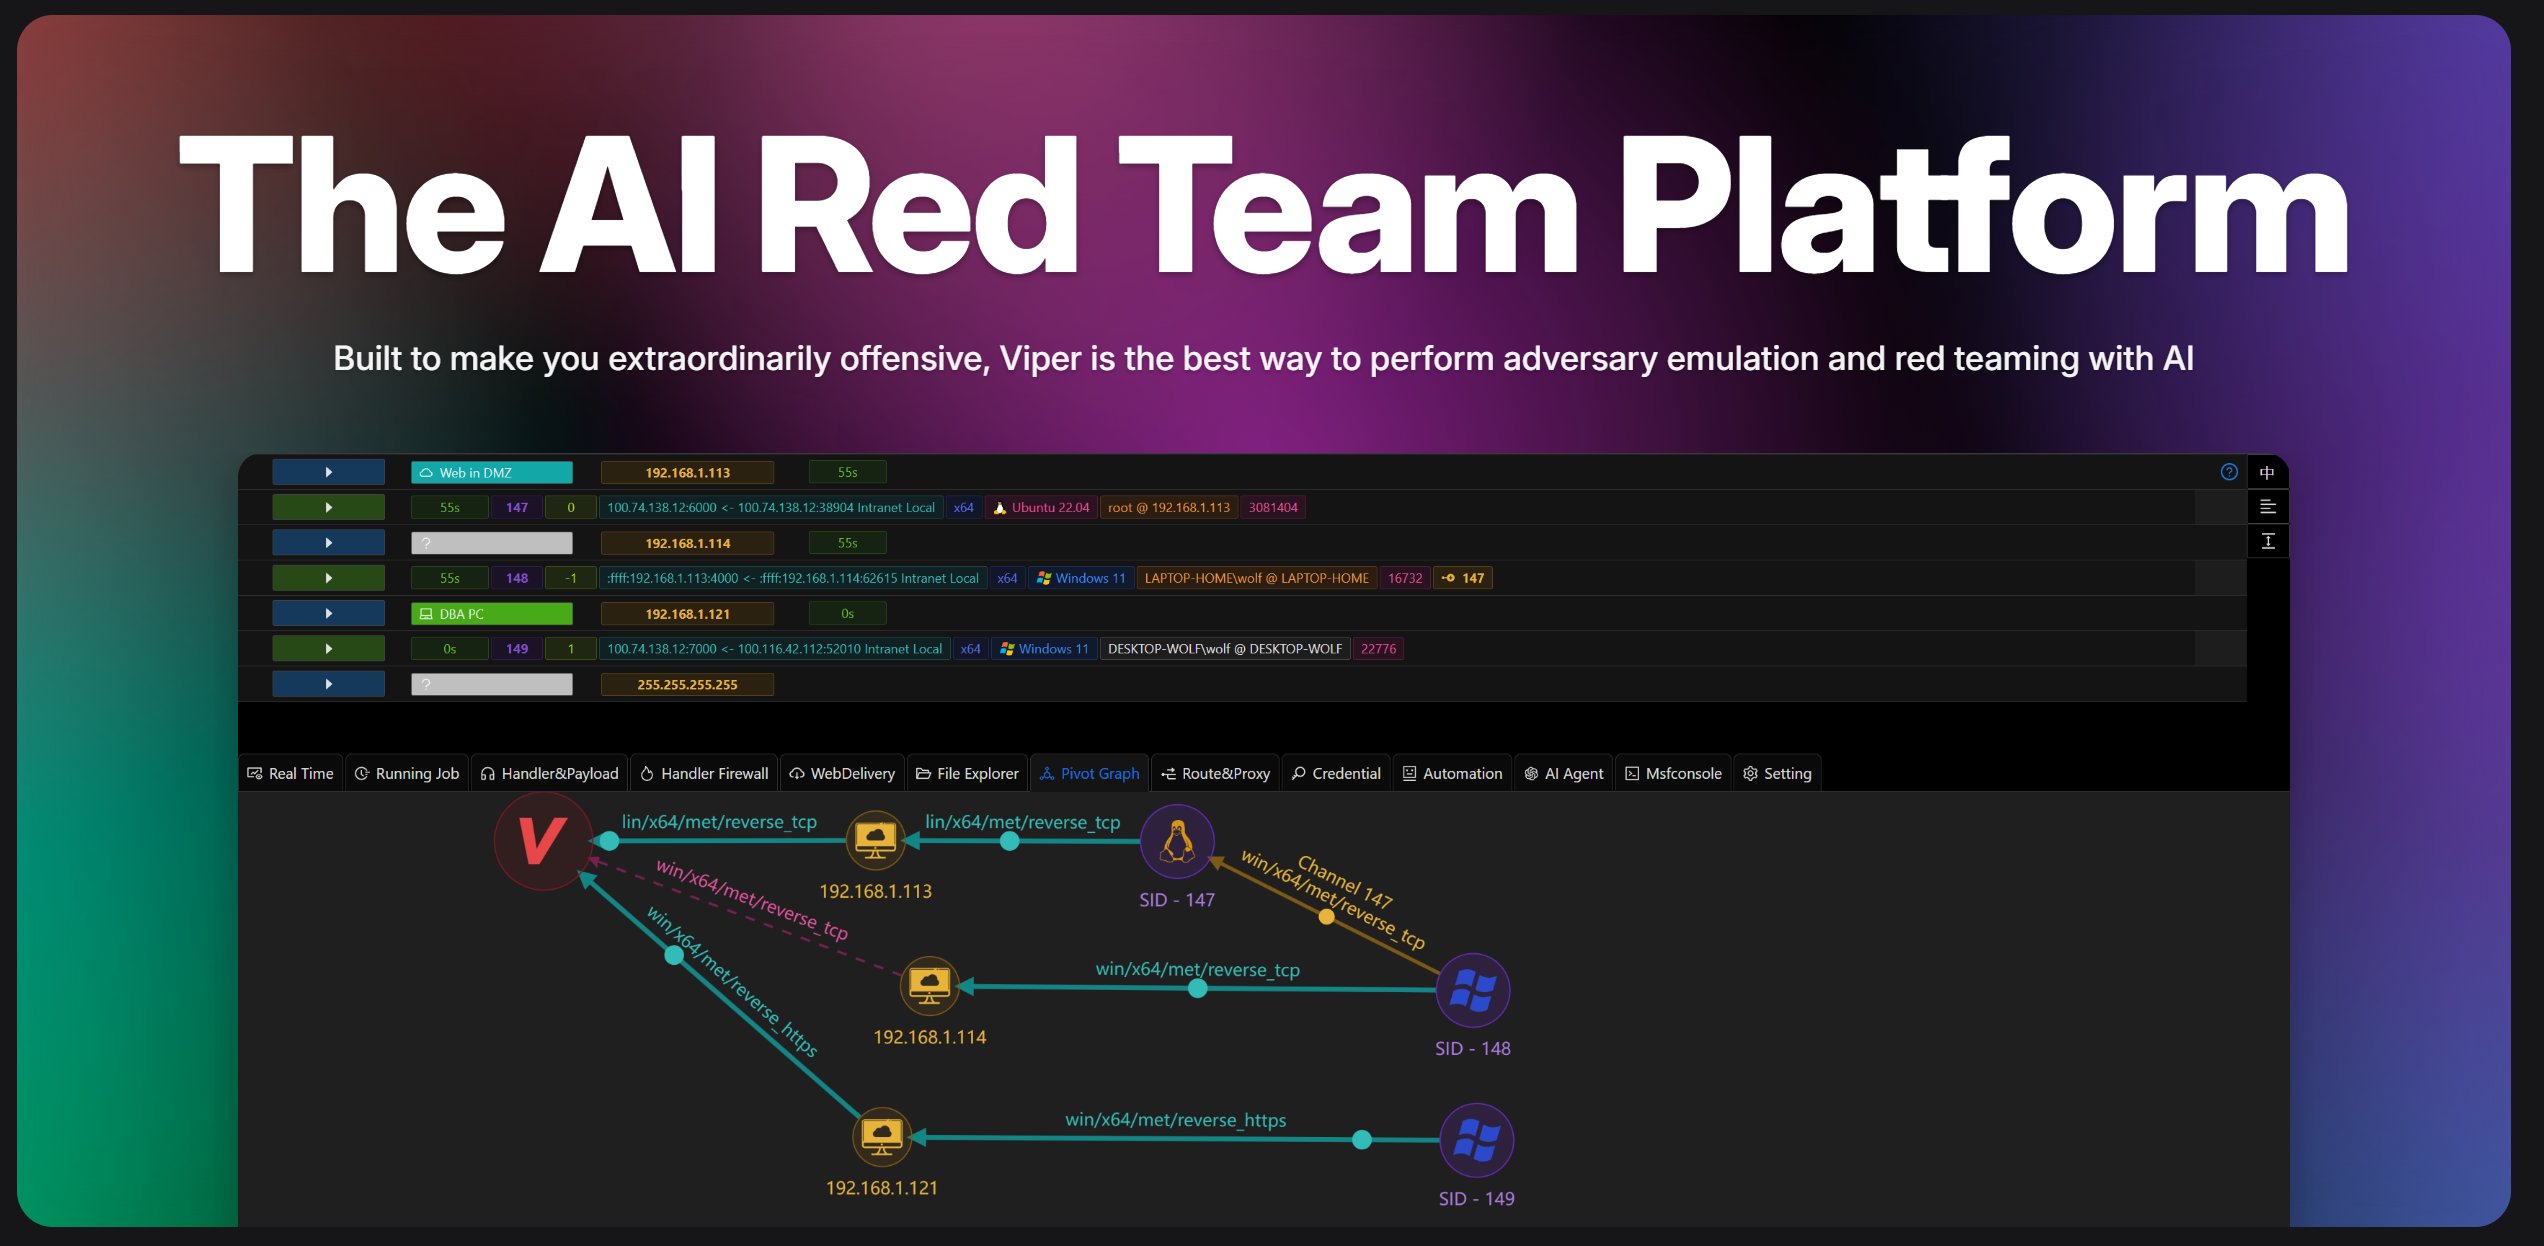 The AI Red Team Platform
Built to make you extraordinarily offensive, Viper is the best way to perform adversary emulation and red teaming with AI
Web in DMZ 192.168.1.113 55s ? 中
55s 147 0 100.74.138.12:6000 <- 100.74.138.12:38904 Intranet Local x64 Ubuntu 22.04 root @ 192.168.1.113 3081404
? 192.168.1.114 55s
55s 148 -1 :ffff:192.168.1.113:4000 <- :ffff:192.168.1.114:62615 Intranet Local x64 Windows 11 LAPTOP-HOME\wolf @ LAPTOP-HOME 16732 147
DBA PC 192.168.1.121 0s
0s 149 1 100.74.138.12:7000 <- 100.116.42.112:52010 Intranet Local x64 Windows 11 DESKTOP-WOLF\wolf @ DESKTOP-WOLF 22776
? 255.255.255.255
Real Time Running Job Handler&Payload Handler Firewall WebDelivery File Explorer Pivot Graph Route&Proxy Credential Automation AI Agent Msfconsole Setting
V
lin/x64/met/reverse_tcp
192.168.1.113
lin/x64/met/reverse_tcp
SID - 147
Channel 147
win/x64/met/reverse_tcp
win/x64/met/reverse_tcp
192.168.1.114
win/x64/met/reverse_tcp
SID - 148
win/x64/met/reverse_https
192.168.1.121
win/x64/met/reverse_https
SID - 149